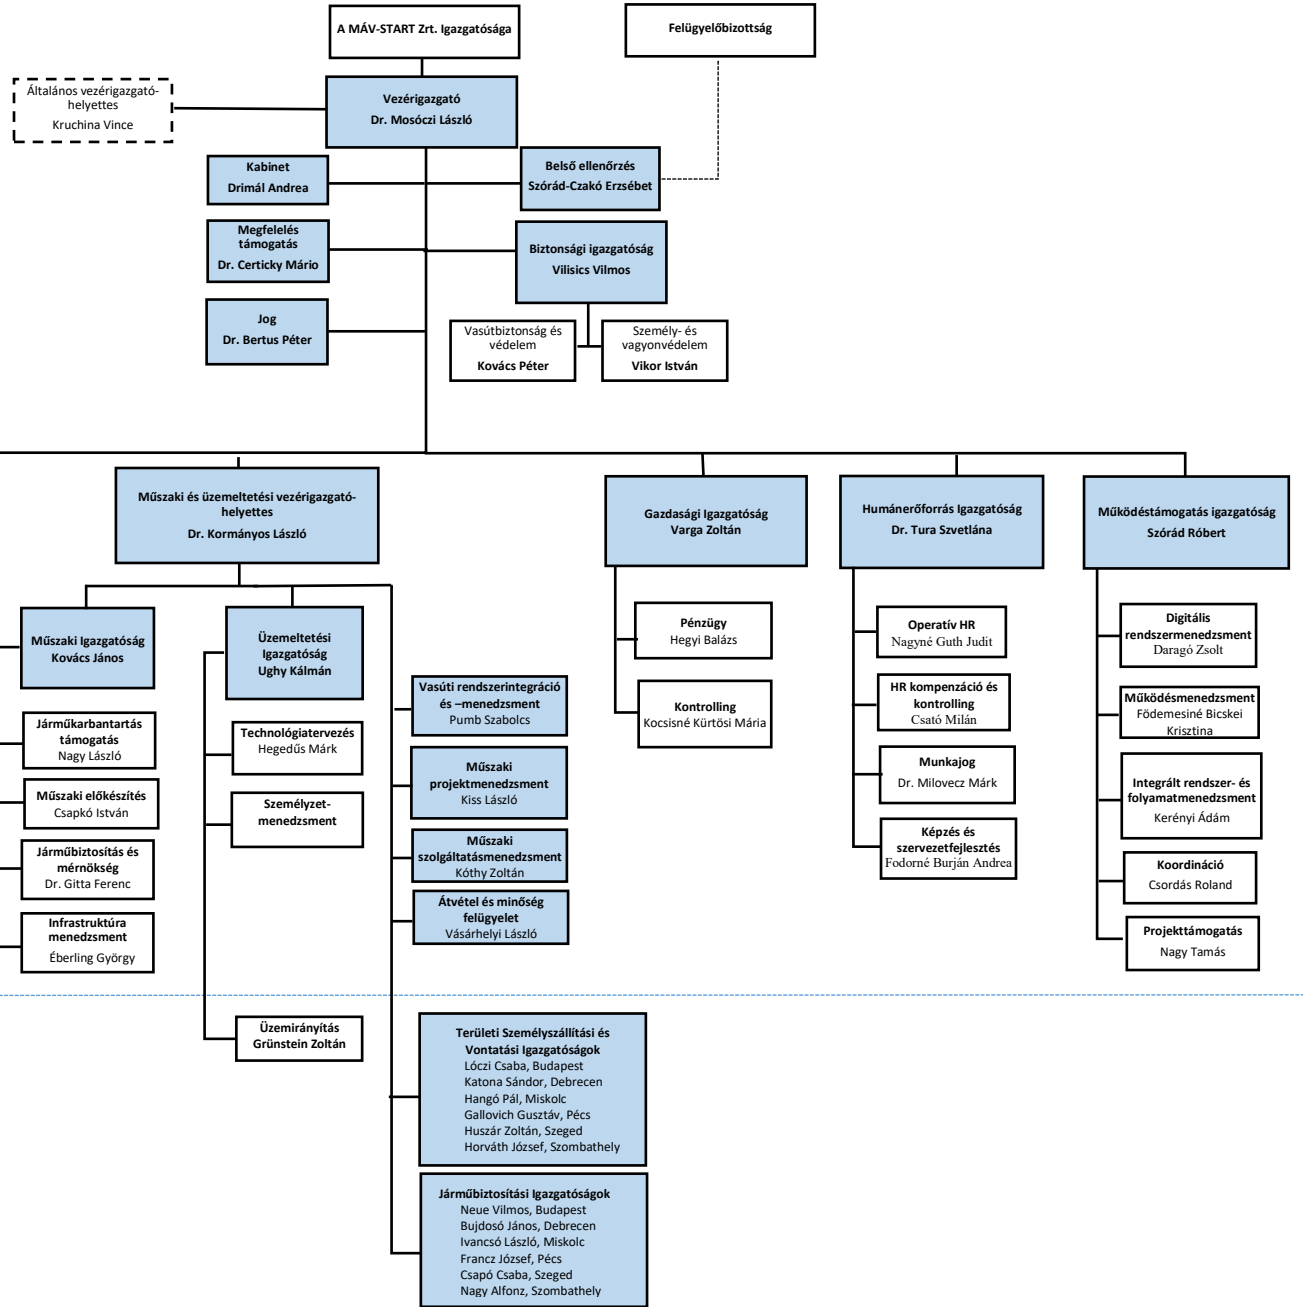 A MÁV-START Zrt. Igazgatósága
Felügyelőbizottság
Általános vezérigazgató-
helyettes
Kruchina Vince
Vezérigazgató
Dr. Mosóczi László
Kabinet
Drimál Andrea
Belső ellenőrzés
Szórád-Czakó Erzsébet
Megfelelés
támogatás
Dr. Certicky Mário
Biztonsági igazgatóság
Vilisics Vilmos
Jog
Dr. Bertus Péter
Vasútbiztonság és
védelem
Kovács Péter
Személy- és
vagyonvédelem
Vikor István
Műszaki és üzemeltetési vezérigazgató-
helyettes
Dr. Kormányos László
Gazdasági Igazgatóság
Varga Zoltán
Humánerőforrás Igazgatóság
Dr. Tura Szvetlána
Működéstámogatás igazgatóság
Szórád Róbert
Műszaki Igazgatóság
Kovács János
Járműkarbantartás
támogatás
Nagy László
Műszaki előkészítés
Csapkó István
Járműbiztosítás és
mérnökség
Dr. Gitta Ferenc
Infrastruktúra
menedzsment
Éberling György
Üzemeltetési
Igazgatóság
Ughy Kálmán
Technológiatervezés
Hegedűs Márk
Személyzet-
menedzsment
Üzemirányítás
Grünstein Zoltán
Vasúti rendszerintegráció
és –menedzsment
Pumb Szabolcs
Műszaki
projektmenedzsment
Kiss László
Műszaki
szolgáltatásmenedzsment
Kóthy Zoltán
Átvétel és minőség
felügyelet
Vásárhelyi László
Területi Személyszállítási és
Vontatási Igazgatóságok
Lóczi Csaba, Budapest
Katona Sándor, Debrecen
Hangó Pál, Miskolc
Gallovich Gusztáv, Pécs
Huszár Zoltán, Szeged
Horváth József, Szombathely
Járműbiztosítási Igazgatóságok
Neue Vilmos, Budapest
Bujdosó János, Debrecen
Ivancsó László, Miskolc
Francz József, Pécs
Csapó Csaba, Szeged
Nagy Alfonz, Szombathely
Pénzügy
Hegyi Balázs
Kontrolling
Kocsisné Kürtösi Mária
Operatív HR
Nagyné Guth Judit
HR kompenzáció és
kontrolling
Csató Milán
Munkajog
Dr. Milovecz Márk
Képzés és
szervezetfejlesztés
Fodorné Burján Andrea
Digitális
rendszermenedzsment
Daragó Zsolt
Működésmenedzsment
Födemesiné Bicskei
Krisztina
Integrált rendszer- és
folyamatmenedzsment
Kerényi Ádám
Koordináció
Csordás Roland
Projekttámogatás
Nagy Tamás